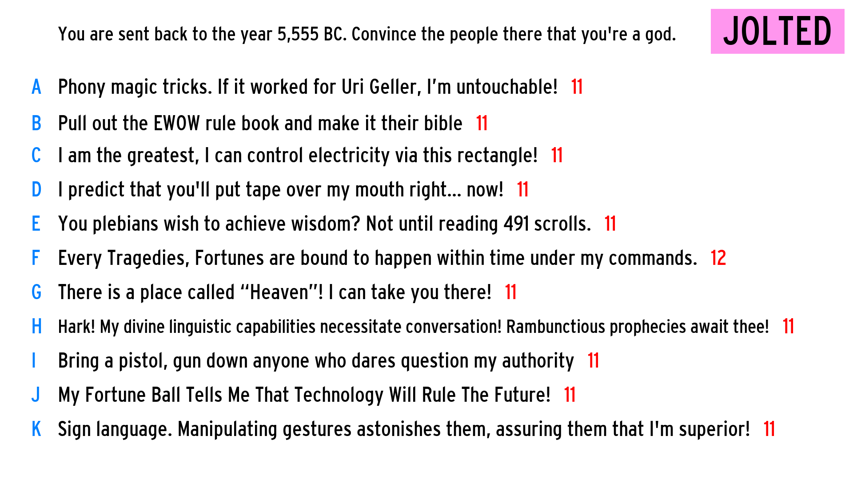 You are sent back to the year 5,555 BC. Convince the people there that you're a god.
JOLTED
A Phony magic tricks. If it worked for Uri Geller, I’m untouchable! 11
B Pull out the EWOW rule book and make it their bible 11
C I am the greatest, I can control electricity via this rectangle! 11
D I predict that you'll put tape over my mouth right... now! 11
E You plebians wish to achieve wisdom? Not until reading 491 scrolls. 11
F Every Tragedies, Fortunes are bound to happen within time under my commands. 12
G There is a place called “Heaven”! I can take you there! 11
H Hark! My divine linguistic capabilities necessitate conversation! Rambunctious prophecies await thee! 11
I Bring a pistol, gun down anyone who dares question my authority 11
J My Fortune Ball Tells Me That Technology Will Rule The Future! 11
K Sign language. Manipulating gestures astonishes them, assuring them that I'm superior! 11